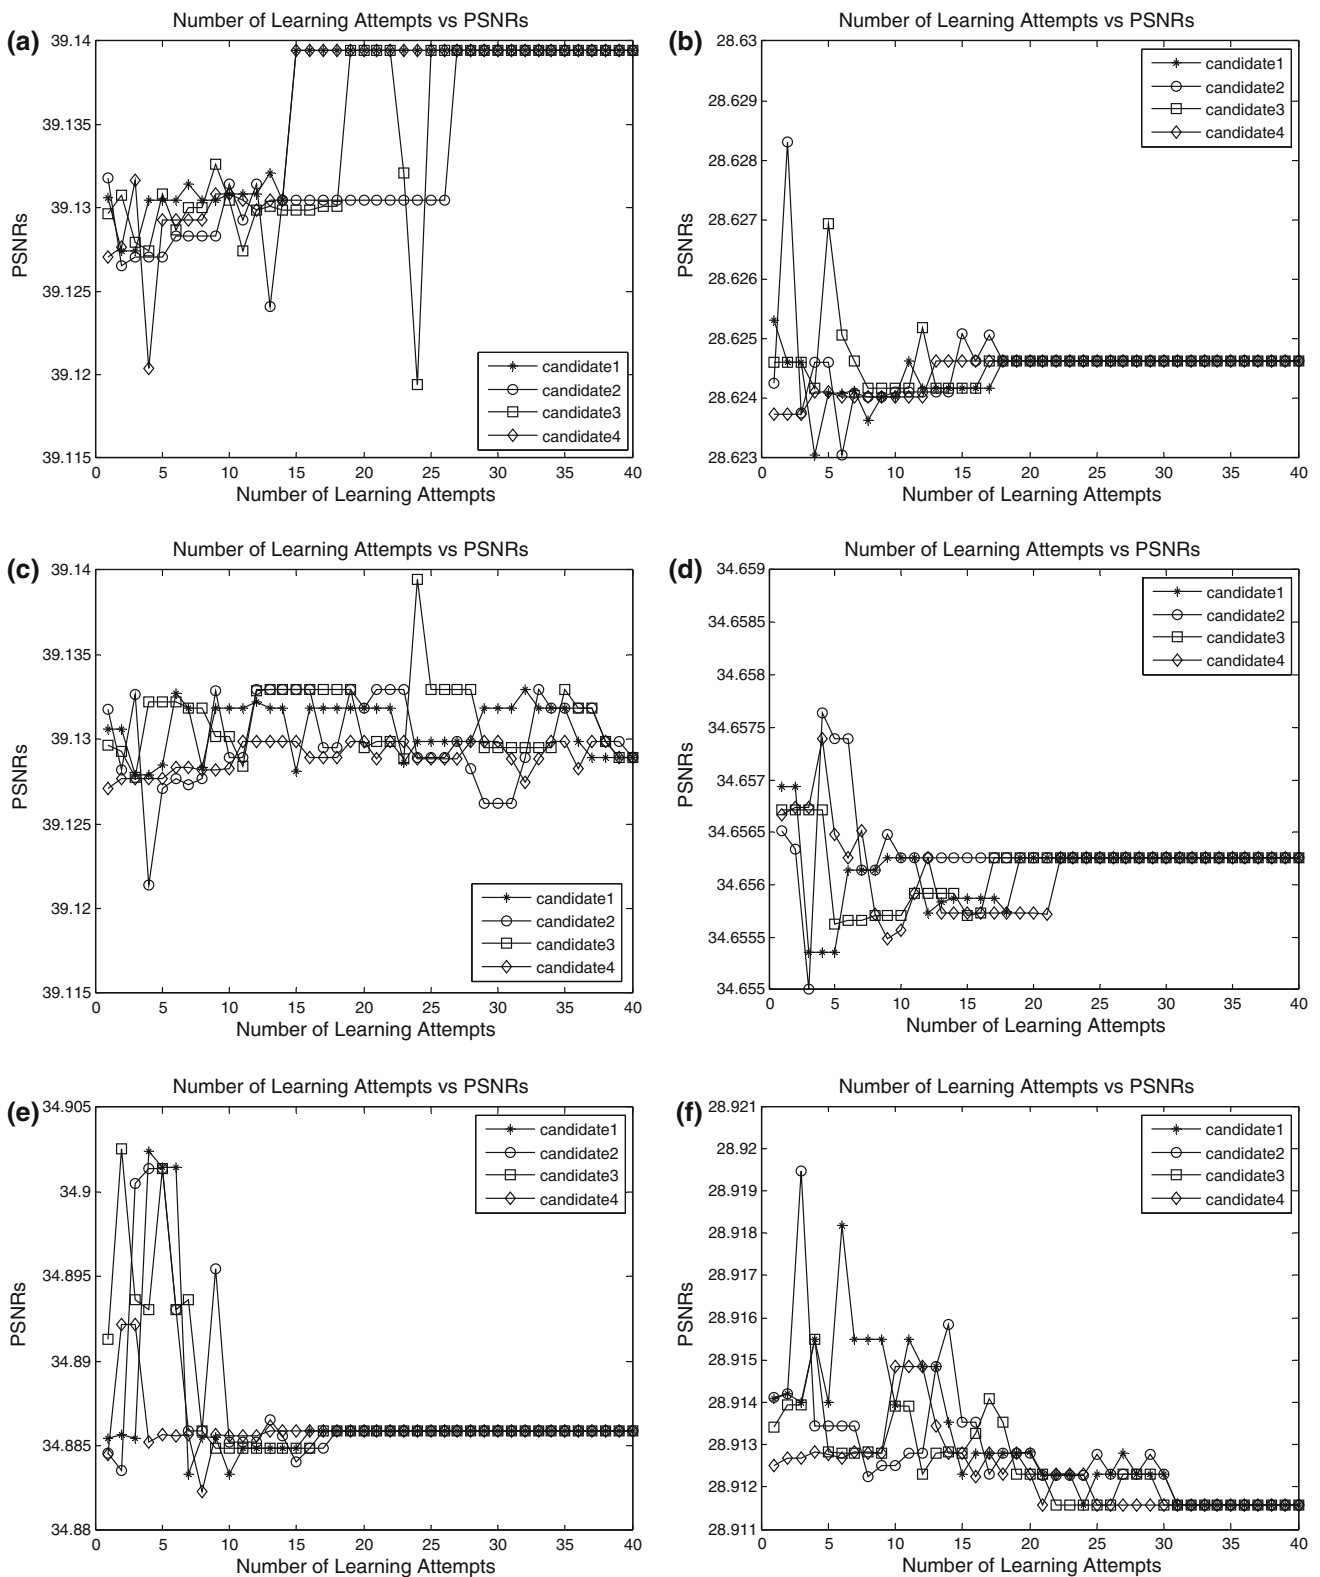 (a)
Number of Learning Attempts vs PSNRs
39.14
39.135
39.13
39.125
39.12
39.115
PSNRs
candidate1
candidate2
candidate3
candidate4
0 5 10 15 20 25 30 35 40
Number of Learning Attempts
(b)
Number of Learning Attempts vs PSNRs
28.63
28.629
28.628
28.627
28.626
28.625
28.624
28.623
PSNRs
candidate1
candidate2
candidate3
candidate4
0 5 10 15 20 25 30 35 40
Number of Learning Attempts
(c)
Number of Learning Attempts vs PSNRs
39.14
39.135
39.13
39.125
39.12
39.115
PSNRs
candidate1
candidate2
candidate3
candidate4
0 5 10 15 20 25 30 35 40
Number of Learning Attempts
(d)
Number of Learning Attempts vs PSNRs
34.659
34.6585
34.658
34.6575
34.657
34.6565
34.656
34.6555
34.655
PSNRs
candidate1
candidate2
candidate3
candidate4
0 5 10 15 20 25 30 35 40
Number of Learning Attempts
(e)
Number of Learning Attempts vs PSNRs
34.905
34.9
34.895
34.89
34.885
34.88
PSNRs
candidate1
candidate2
candidate3
candidate4
0 5 10 15 20 25 30 35 40
Number of Learning Attempts
(f)
Number of Learning Attempts vs PSNRs
28.921
28.92
28.919
28.918
28.917
28.916
28.915
28.914
28.913
28.912
28.911
PSNRs
candidate1
candidate2
candidate3
candidate4
0 5 10 15 20 25 30 35 40
Number of Learning Attempts